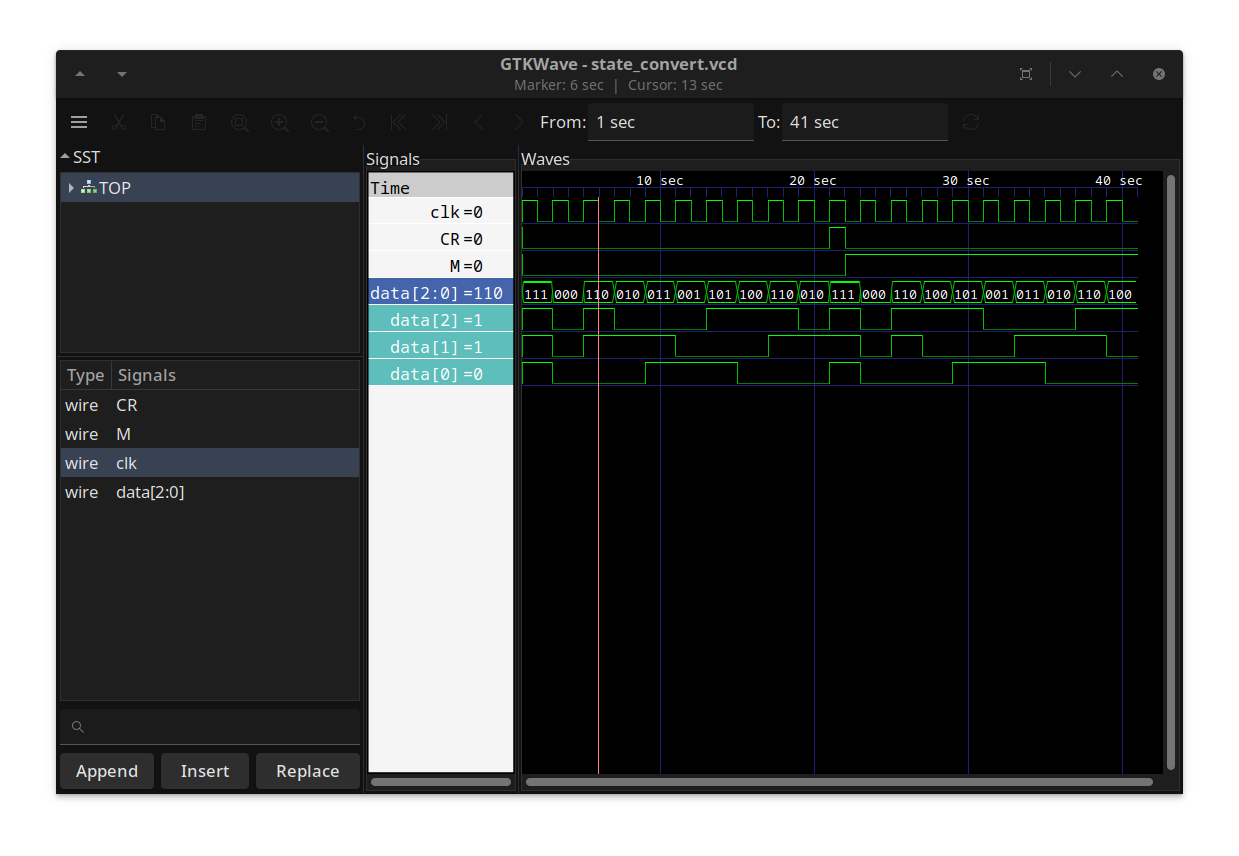 GTKWave - state_convert.vcd
Marker: 6 sec | Cursor: 13 sec
From: 1 sec To: 41 sec
SST
TOP
Type Signals
wire CR
wire M
wire clk
wire data[2:0]
Append Insert Replace
Signals
Time
clk=0
CR=0
M=0
data[2:0]=110
data[2]=1
data[1]=1
data[0]=0
Waves
10 sec 20 sec 30 sec 40 sec
111 000 110 010 011 001 101 100 110 010 111 000 110 100 101 001 011 010 110 100